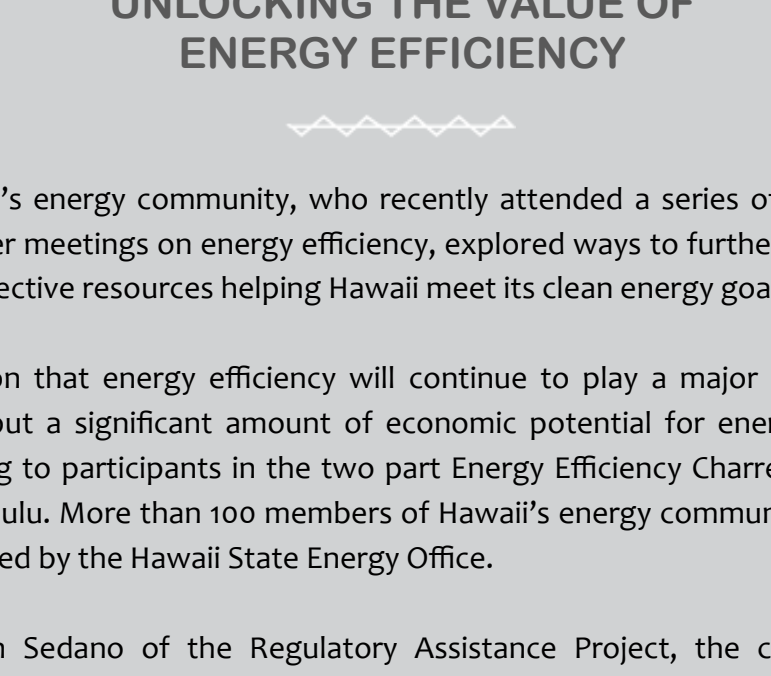 UNLOCKING THE VALUE OF
ENERGY EFFICIENCY
’s energy community, who recently attended a series of
er meetings on energy efficiency, explored ways to furthe
ective resources helping Hawaii meet its clean energy goa
on that energy efficiency will continue to play a major
out a significant amount of economic potential for ener
g to participants in the two part Energy Efficiency Charre
ulu. More than 100 members of Hawaii’s energy commun
ed by the Hawaii State Energy Office.
n Sedano of the Regulatory Assistance Project, the c